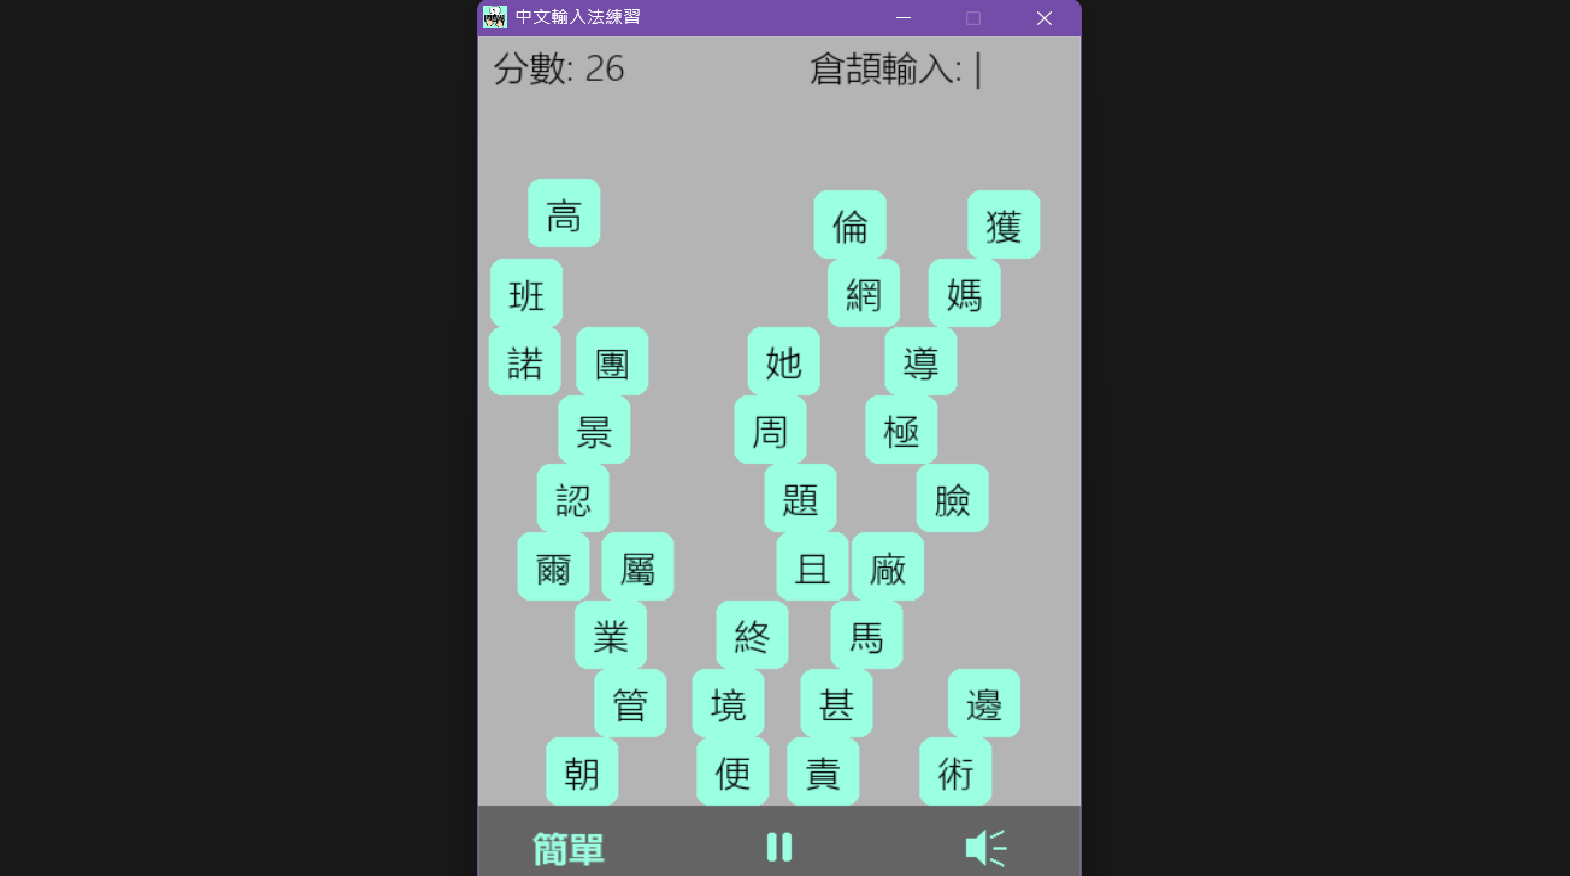 中文輸入法練習
分數: 26 倉頡輸入:
高
倫 獲
班 網 媽
諾 團 她 導
景 周 極
認 題 臉
爾 屬 且 廠
業 終 馬
管 境 甚 邊
朝 便 責 術
簡單